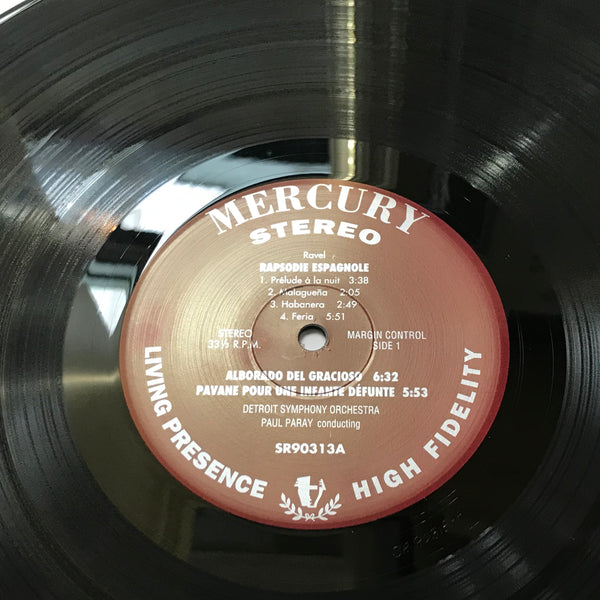 MERCURY
STEREO
Ravel
RAPSODIE ESPAGNOLE
1. Prélude à la nuit 3:38
2. Malagueña 2:05
3. Habanera 2:49
4. Feria 5:51
STEREO
33⅓ R.P.M.
MARGIN CONTROL
SIDE 1
ALBORADO DEL GRACIOSO 6:32
PAVANE POUR UNE INFANTE DÉFUNTE 5:53
DETROIT SYMPHONY ORCHESTRA
PAUL PARAY conducting
SR90313A
LIVING PRESENCE
HIGH FIDELITY